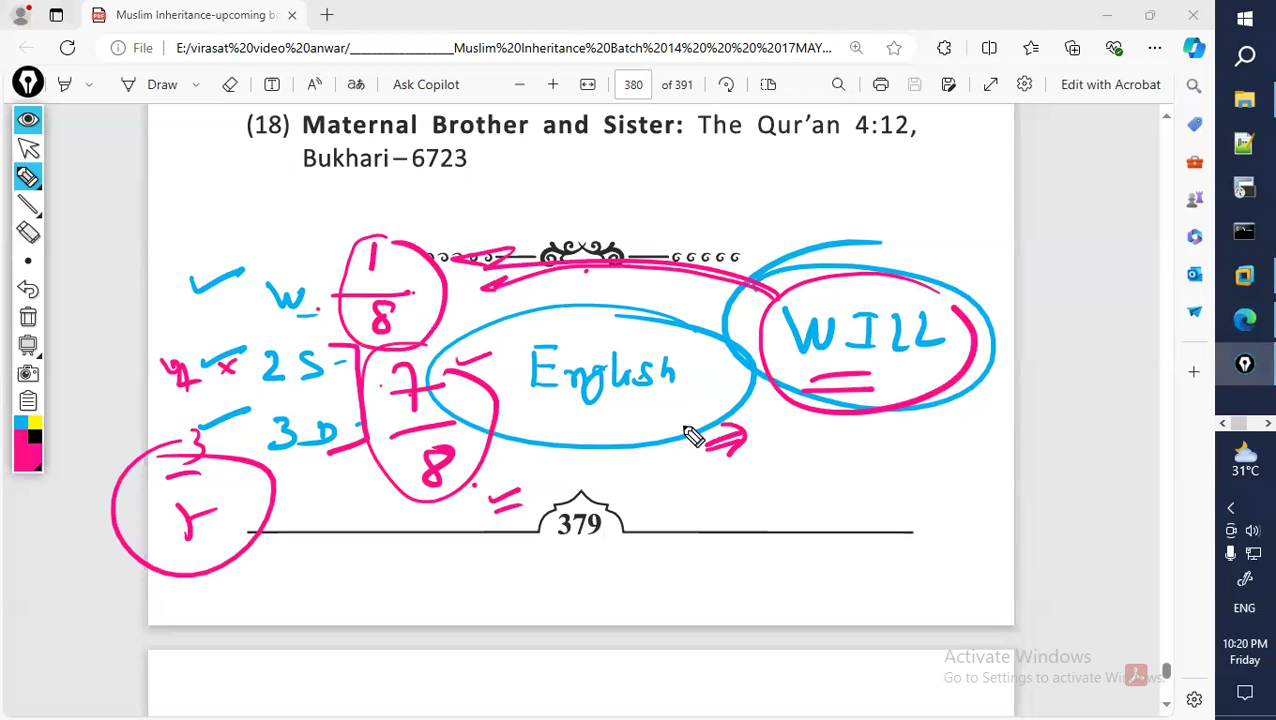 Muslim Inheritance-upcoming bo
File
E:/virasat%20video%20anwar/________________Muslim%20Inheritance%20Batch%2014%20%20%20%2017MAY...
Draw
Ask Copilot
380 of 391
Edit with Acrobat
(18) Maternal Brother and Sister: The Qur’an 4:12,
Bukhari – 6723
W
1
8
WILL
2 S
7
English
3 D
8
3
379
Activate Windows
Go to Settings to activate Windows.
31°C
ENG
10:20 PM
Friday